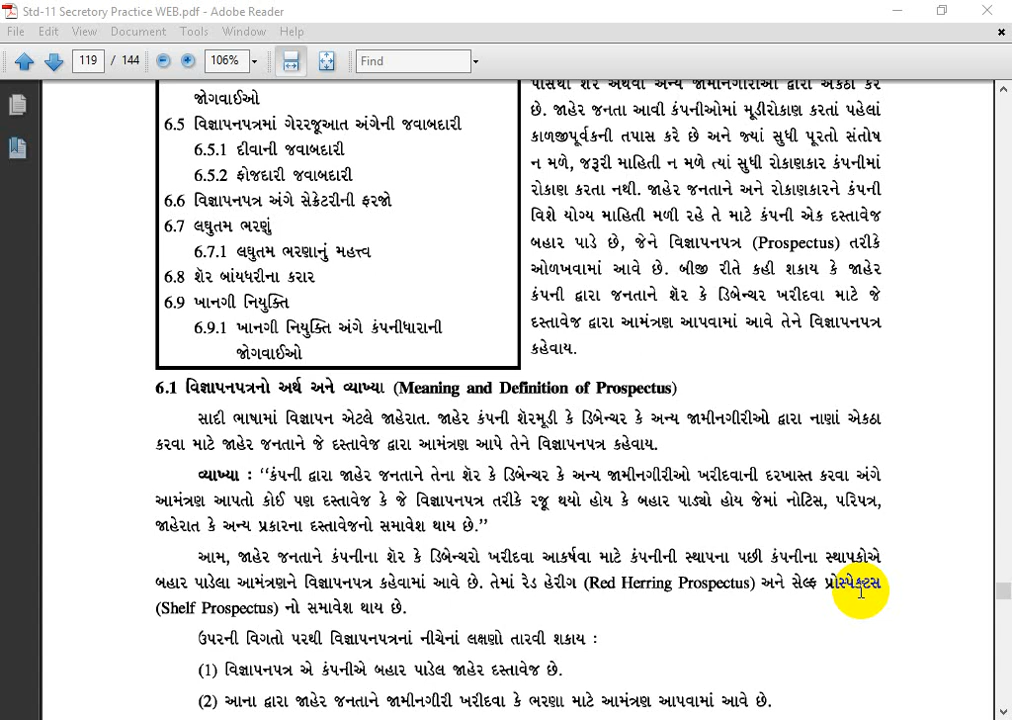 Std-11 Secretory Practice WEB.pdf - Adobe Reader
File Edit View Document Tools Window Help
119 / 144 106% Find
જોગવાઈઓ
6.5 વિજ્ઞાપનપત્રમાં ગેરરજૂઆત અંગેની જવાબદારી
6.5.1 દીવાની જવાબદારી
6.5.2 ફોજદારી જવાબદારી
6.6 વિજ્ઞાપનપત્ર અંગે સેક્રેટરીની ફરજો
6.7 લઘુતમ ભરણું
6.7.1 લઘુતમ ભરણાનું મહત્ત્વ
6.8 શૅર બાંયધરીના કરાર
6.9 ખાનગી નિયુક્તિ
6.9.1 ખાનગી નિયુક્તિ અંગે કંપનીધારાની
જોગવાઈઓ
પાસેથી શૅર અથવા અન્ય જામીનગીરીઓ દ્વારા એકઠા કરે
છે. જાહેર જનતા આવી કંપનીઓમાં મૂડીરોકાણ કરતાં પહેલાં
કાળજીપૂર્વકની તપાસ કરે છે અને જ્યાં સુધી પૂરતો સંતોષ
ન મળે, જરૂરી માહિતી ન મળે ત્યાં સુધી રોકાણકાર કંપનીમાં
રોકાણ કરતા નથી. જાહેર જનતાને અને રોકાણકારને કંપની
વિશે યોગ્ય માહિતી મળી રહે તે માટે કંપની એક દસ્તાવેજ
બહાર પાડે છે, જેને વિજ્ઞાપનપત્ર (Prospectus) તરીકે
ઓળખવામાં આવે છે. બીજી રીતે કહી શકાય કે જાહેર
કંપની દ્વારા જનતાને શૅર કે ડિબેન્ચર ખરીદવા માટે જે
દસ્તાવેજ દ્વારા આમંત્રણ આપવામાં આવે તેને વિજ્ઞાપનપત્ર
કહેવાય.
6.1 વિજ્ઞાપનપત્રનો અર્થ અને વ્યાખ્યા (Meaning and Definition of Prospectus)
સાદી ભાષામાં વિજ્ઞાપન એટલે જાહેરાત. જાહેર કંપની શૅરમૂડી કે ડિબેન્ચર કે અન્ય જામીનગીરીઓ દ્વારા નાણાં એકઠા
કરવા માટે જાહેર જનતાને જે દસ્તાવેજ દ્વારા આમંત્રણ આપે તેને વિજ્ઞાપનપત્ર કહેવાય.
વ્યાખ્યા : ‘‘કંપની દ્વારા જાહેર જનતાને તેના શૅર કે ડિબેન્ચર કે અન્ય જામીનગીરીઓ ખરીદવાની દરખાસ્ત કરવા અંગે
આમંત્રણ આપતો કોઈ પણ દસ્તાવેજ કે જે વિજ્ઞાપનપત્ર તરીકે રજૂ થયો હોય કે બહાર પાડ્યો હોય જેમાં નોટિસ, પરિપત્ર,
જાહેરાત કે અન્ય પ્રકારના દસ્તાવેજનો સમાવેશ થાય છે.’’
આમ, જાહેર જનતાને કંપનીના શૅર કે ડિબેન્ચરો ખરીદવા આકર્ષવા માટે કંપનીની સ્થાપના પછી કંપનીના સ્થાપકોએ
બહાર પાડેલા આમંત્રણને વિજ્ઞાપનપત્ર કહેવામાં આવે છે. તેમાં રેડ હેરીંગ (Red Herring Prospectus) અને સેલ્ફ પ્રોસ્પેક્ટસ
(Shelf Prospectus) નો સમાવેશ થાય છે.
ઉપરની વિગતો પરથી વિજ્ઞાપનપત્રનાં નીચેનાં લક્ષણો તારવી શકાય :
(1) વિજ્ઞાપનપત્ર એ કંપનીએ બહાર પાડેલ જાહેર દસ્તાવેજ છે.
(2) આના દ્વારા જાહેર જનતાને જામીનગીરી ખરીદવા કે ભરણા માટે આમંત્રણ આપવામાં આવે છે.